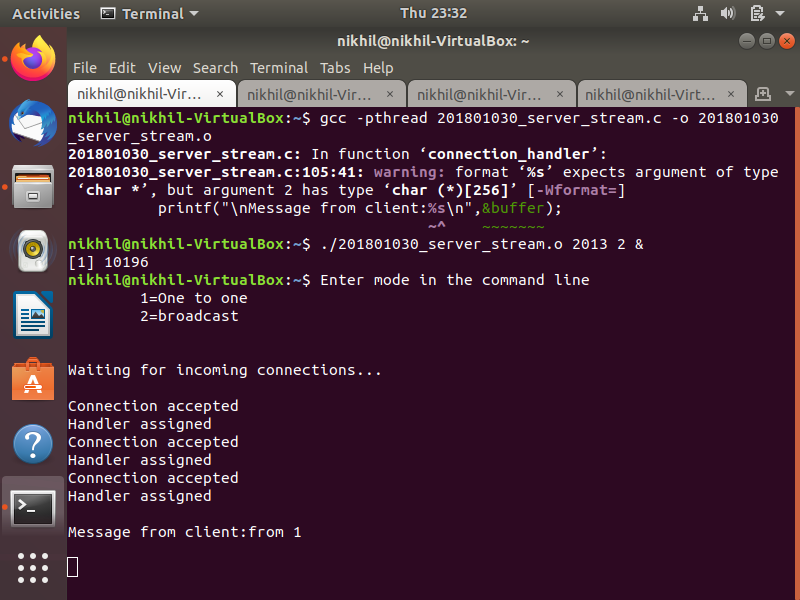 Activities Terminal Thu 23:32
nikhil@nikhil-VirtualBox: ~
File Edit View Search Terminal Tabs Help
nikhil@nikhil-Vir... × nikhil@nikhil-Vir... × nikhil@nikhil-Vir... × nikhil@nikhil-Virt... ×
nikhil@nikhil-VirtualBox:~$ gcc -pthread 201801030_server_stream.c -o 201801030
_server_stream.o
201801030_server_stream.c: In function ‘connection_handler’:
201801030_server_stream.c:105:41: warning: format ‘%s’ expects argument of type
‘char *’, but argument 2 has type ‘char (*)[256]’ [-Wformat=]
printf("\nMessage from client:%s\n",&buffer);
~^ ~~~~~~~
nikhil@nikhil-VirtualBox:~$ ./201801030_server_stream.o 2013 2 &
[1] 10196
nikhil@nikhil-VirtualBox:~$ Enter mode in the command line
1=One to one
2=broadcast
Waiting for incoming connections...
Connection accepted
Handler assigned
Connection accepted
Handler assigned
Connection accepted
Handler assigned
Message from client:from 1